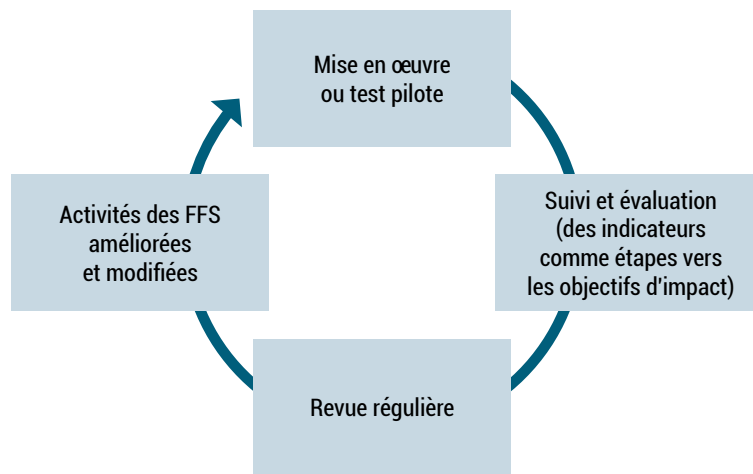 Mise en œuvre
ou test pilote
Suivi et évaluation
(des indicateurs
comme étapes vers
les objectifs d'impact)
Revue régulière
Activités des FFS
améliorées
et modifiées